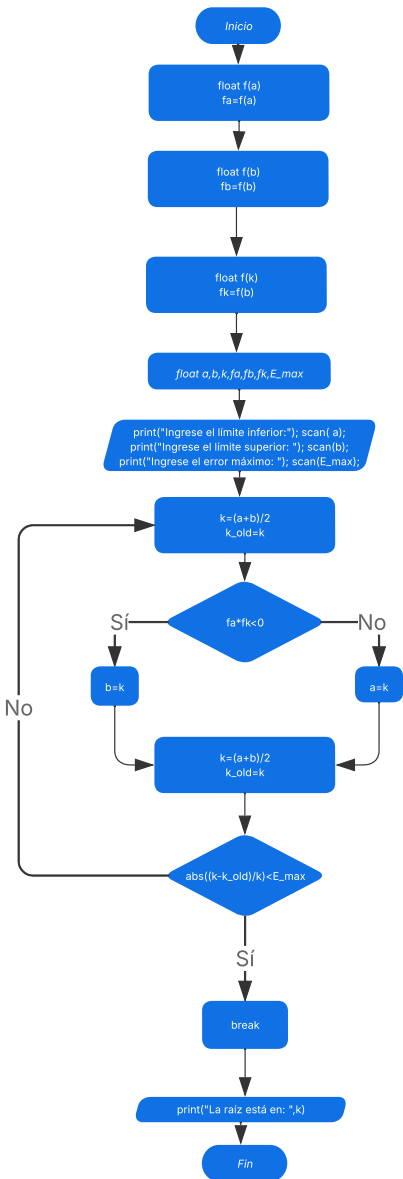 Inicio
float f(a)
fa=f(a)
float f(b)
fb=f(b)
float f(k)
fk=f(b)
float a,b,k,fa,fb,fk,E_max
print("Ingrese el límite inferior:"); scan( a);
print("Ingrese el límite superior: "); scan(b);
print("Ingrese el error máximo: "); scan(E_max);
k=(a+b)/2
k_old=k
fa*fk<0
Sí
No
b=k
a=k
No
k=(a+b)/2
k_old=k
abs((k-k_old)/k)<E_max
Sí
break
print("La raíz está en: ",k)
Fin